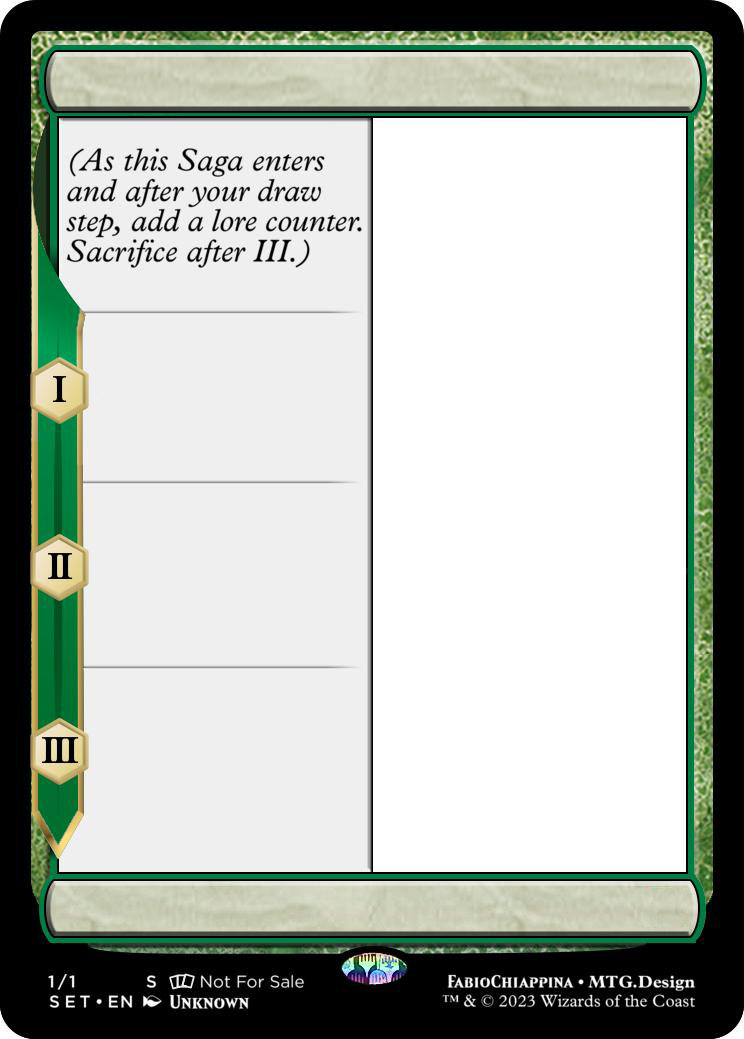 (As this Saga enters
and after your draw
step, add a lore counter.
Sacrifice after III.)
I
II
III
1/1 S Not For Sale
SET • EN Unknown
FabioChiappina • MTG.Design
™ & © 2023 Wizards of the Coast